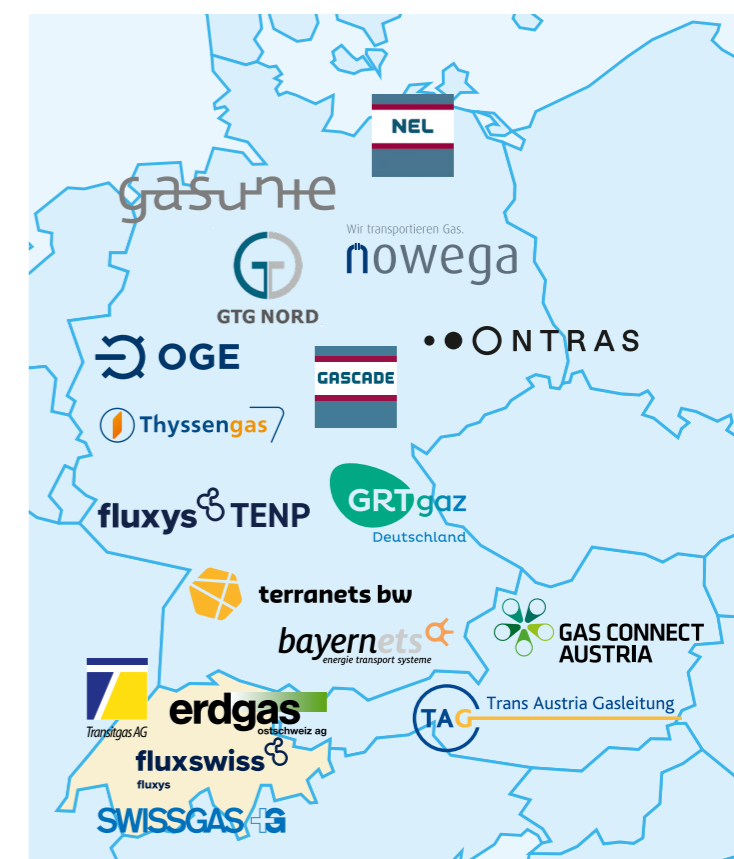 NEL
gasunie
Wir transportieren Gas.
nowega
GTG NORD
ONTRAS
OGE
GASCADE
Thyssengas
fluxys TENP
GRTgaz
Deutschland
terranets bw
bayernets
energie transport systeme
GAS CONNECT
AUSTRIA
Transitgas AG
erdgas
ostschweiz ag
TAG
Trans Austria Gasleitung
fluxswiss
fluxys
SWISSGAS G